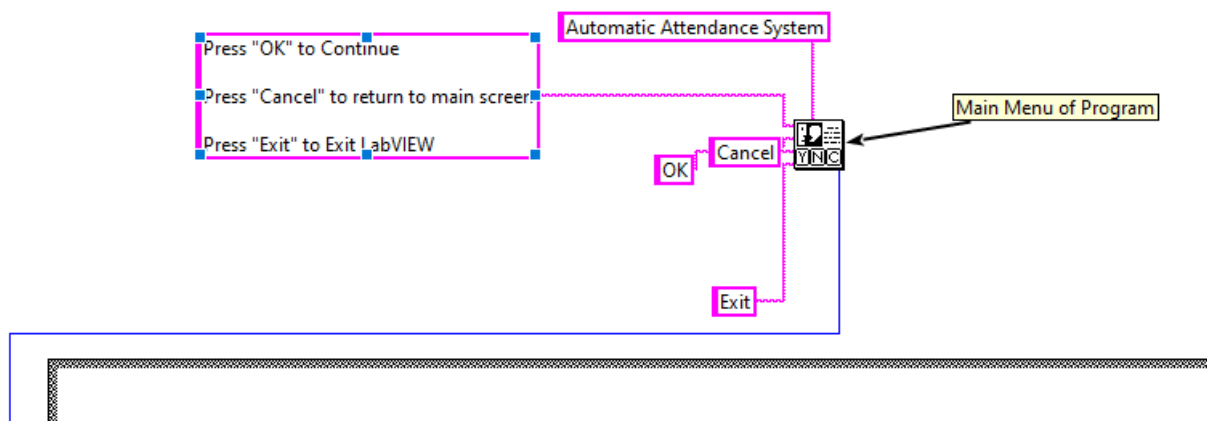 Automatic Attendance System
Press "OK" to Continue
Press "Cancel" to return to main screen
Press "Exit" to Exit LabVIEW
Main Menu of Program
Cancel
OK
Y N C
Exit